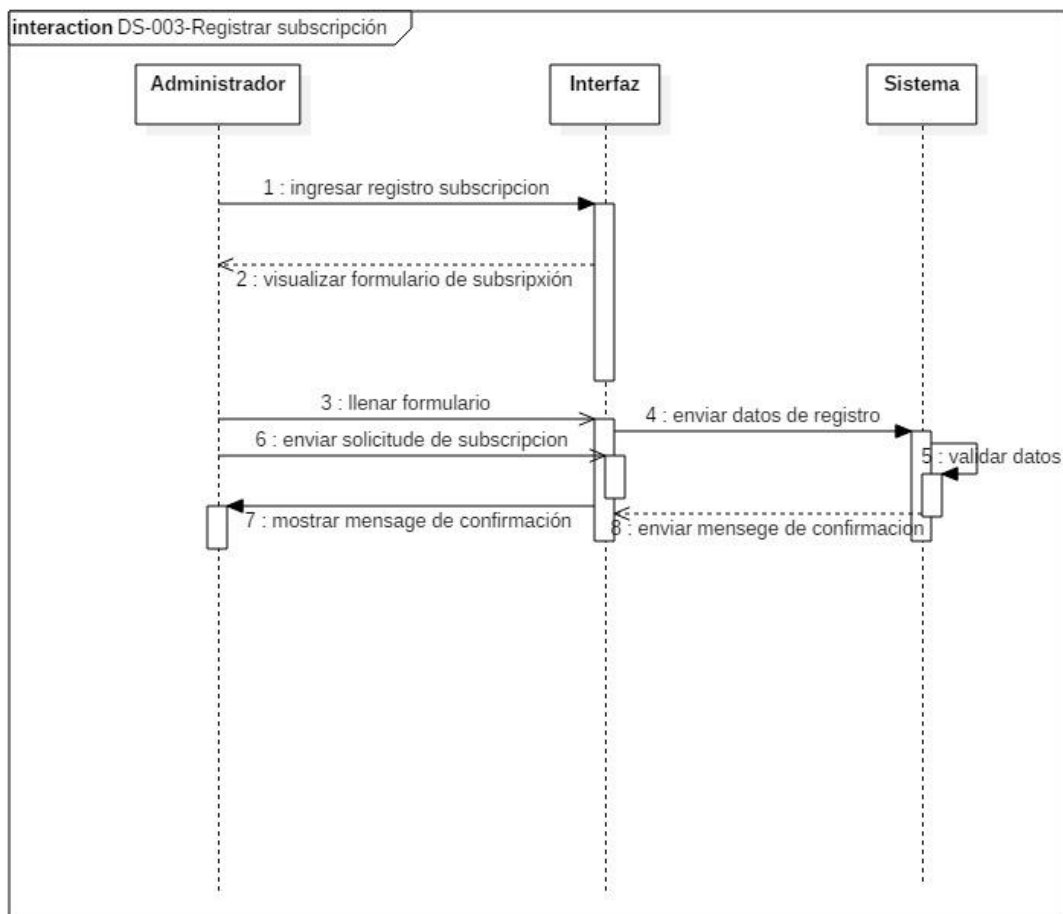 interaction DS-003-Registrar subscripción
Administrador
Interfaz
Sistema
1 : ingresar registro subscripcion
2 : visualizar formulario de subsripxión
3 : llenar formulario
4 : enviar datos de registro
6 : enviar solicitude de subscripcion
5 : validar datos
7 : mostrar mensage de confirmación
8 : enviar mensege de confirmacion